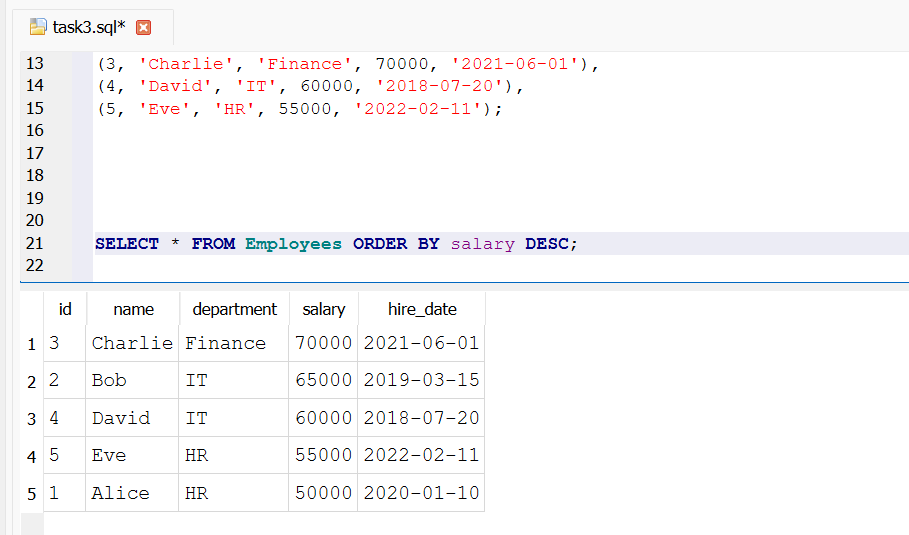 task3.sql*
13 (3, 'Charlie', 'Finance', 70000, '2021-06-01'),
14 (4, 'David', 'IT', 60000, '2018-07-20'),
15 (5, 'Eve', 'HR', 55000, '2022-02-11');
16
17
18
19
20
21 SELECT * FROM Employees ORDER BY salary DESC;
22
id name department salary hire_date
1 3 Charlie Finance 70000 2021-06-01
2 2 Bob IT 65000 2019-03-15
3 4 David IT 60000 2018-07-20
4 5 Eve HR 55000 2022-02-11
5 1 Alice HR 50000 2020-01-10